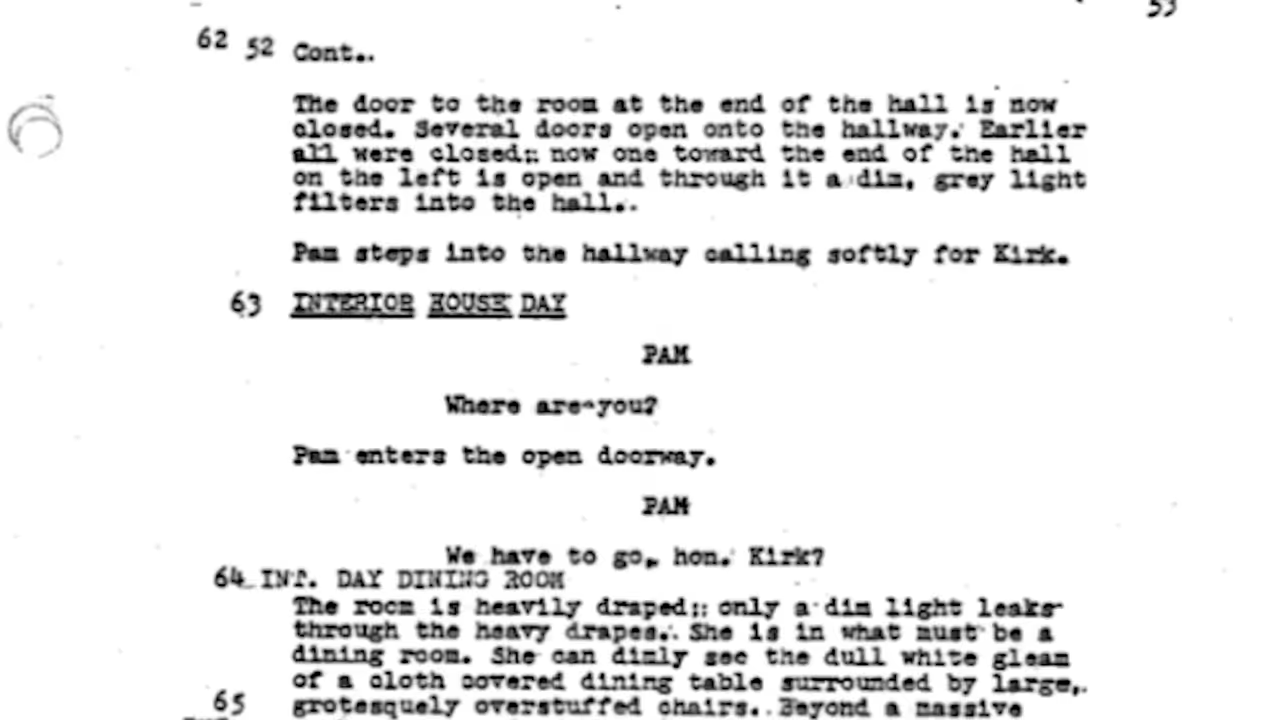 53
62 52 Cont..
The door to the room at the end of the hall is now
closed. Several doors open onto the hallway. Earlier
all were closed; now one toward the end of the hall
on the left is open and through it a dim, grey light
filters into the hall..
Pam steps into the hallway calling softly for Kirk.
63 INTERIOR HOUSE DAY
PAM
Where are you?
Pam enters the open doorway.
PAM
We have to go, hon. Kirk?
64 INT. DAY DINING ROOM
The room is heavily draped; only a dim light leaks
through the heavy drapes. She is in what must be a
dining room. She can dimly see the dull white gleam
of a cloth covered dining table surrounded by large,
65 grotesquely overstuffed chairs. Beyond a massive